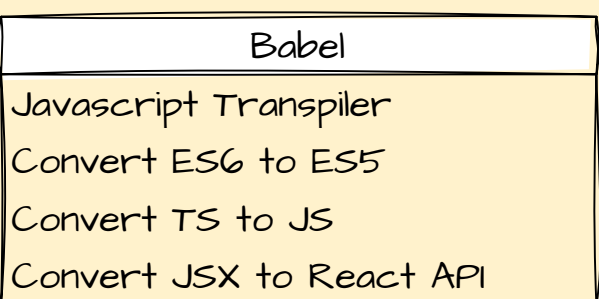 Babel
Javascript Transpiler
Convert ES6 to ES5
Convert TS to JS
Convert JSX to React API